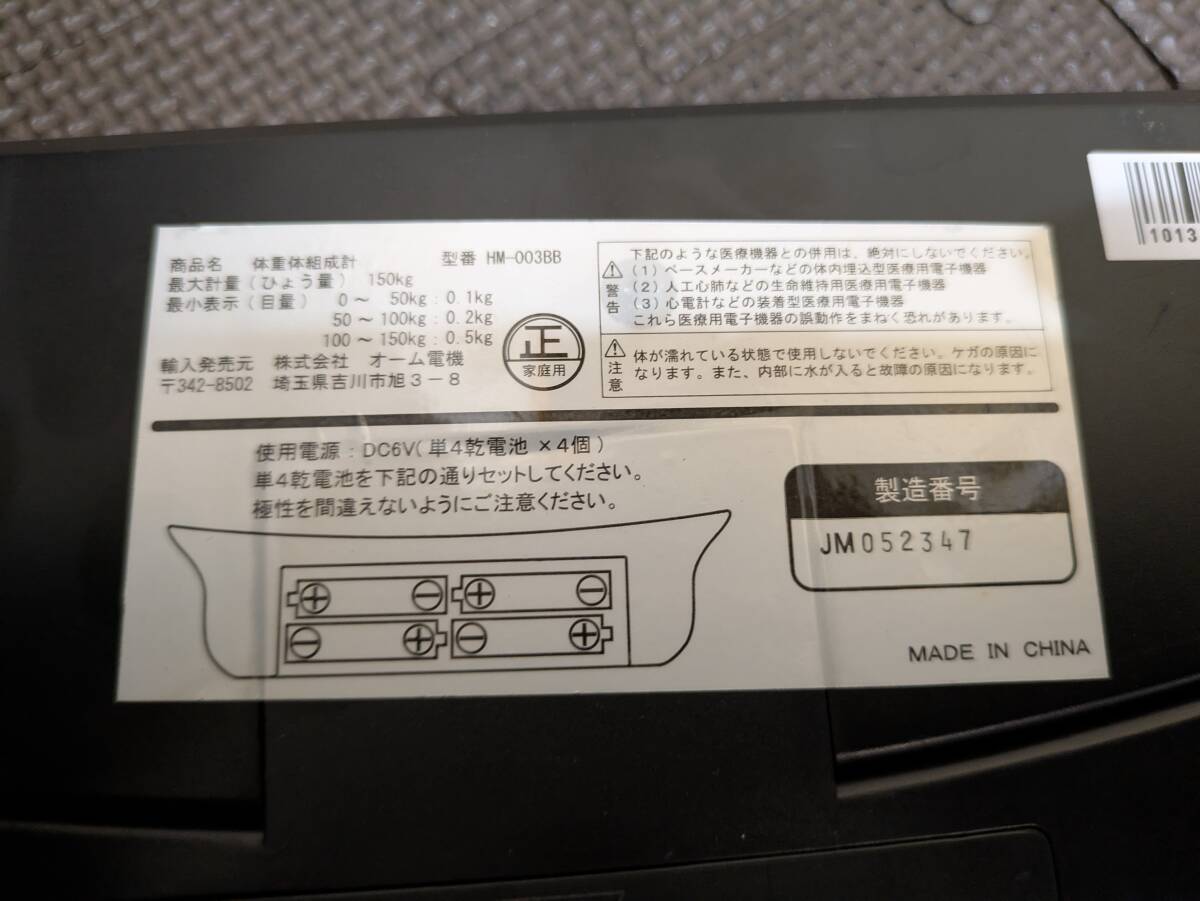 商品名 体重体組成計 型番 HM-003BB
最大計量(ひょう量) 150kg
最小表示(目量) 0～ 50kg:0.1kg
50～100kg:0.2kg
100～150kg:0.5kg
輸入発売元 株式会社 オーム電機
〒342-8502 埼玉県吉川市旭3-8
正
家庭用
警告
下記のような医療機器との併用は、絶対にしないでください。
(1)ペースメーカーなどの体内埋込型医療用電子機器
(2)人工心肺などの生命維持用医療用電子機器
(3)心電計などの装着型医療用電子機器
これら医療用電子機器の誤動作をまねく恐れがあります。
注意
体が濡れている状態で使用しないでください。ケガの原因に
なります。また、内部に水が入ると故障の原因になります。
使用電源:DC6V(単4乾電池×4個)
単4乾電池を下記の通りセットしてください。
極性を間違えないようにご注意ください。
⊕ ⊖ ⊕ ⊖
⊖ ⊕ ⊖ ⊕
製造番号
JM052347
MADE IN CHINA
1013